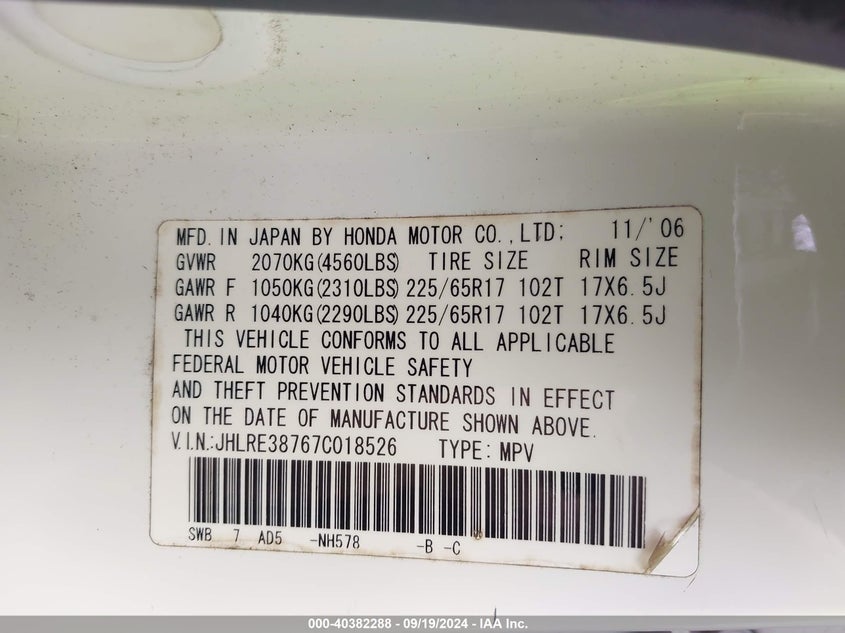 MFD. IN JAPAN BY HONDA MOTOR CO.,LTD: 11/'06
GVWR 2070KG(4560LBS) TIRE SIZE RIM SIZE
GAWR F 1050KG(2310LBS) 225/65R17 102T 17X6.5J
GAWR R 1040KG(2290LBS) 225/65R17 102T 17X6.5J
THIS VEHICLE CONFORMS TO ALL APPLICABLE
FEDERAL MOTOR VEHICLE SAFETY
AND THEFT PREVENTION STANDARDS IN EFFECT
ON THE DATE OF MANUFACTURE SHOWN ABOVE.
V.I.N.:JHLRE38767C018526 TYPE: MPV
SWB 7 AD5 -NH578 -B -C
000-40382288 - 09/19/2024 - IAA Inc.